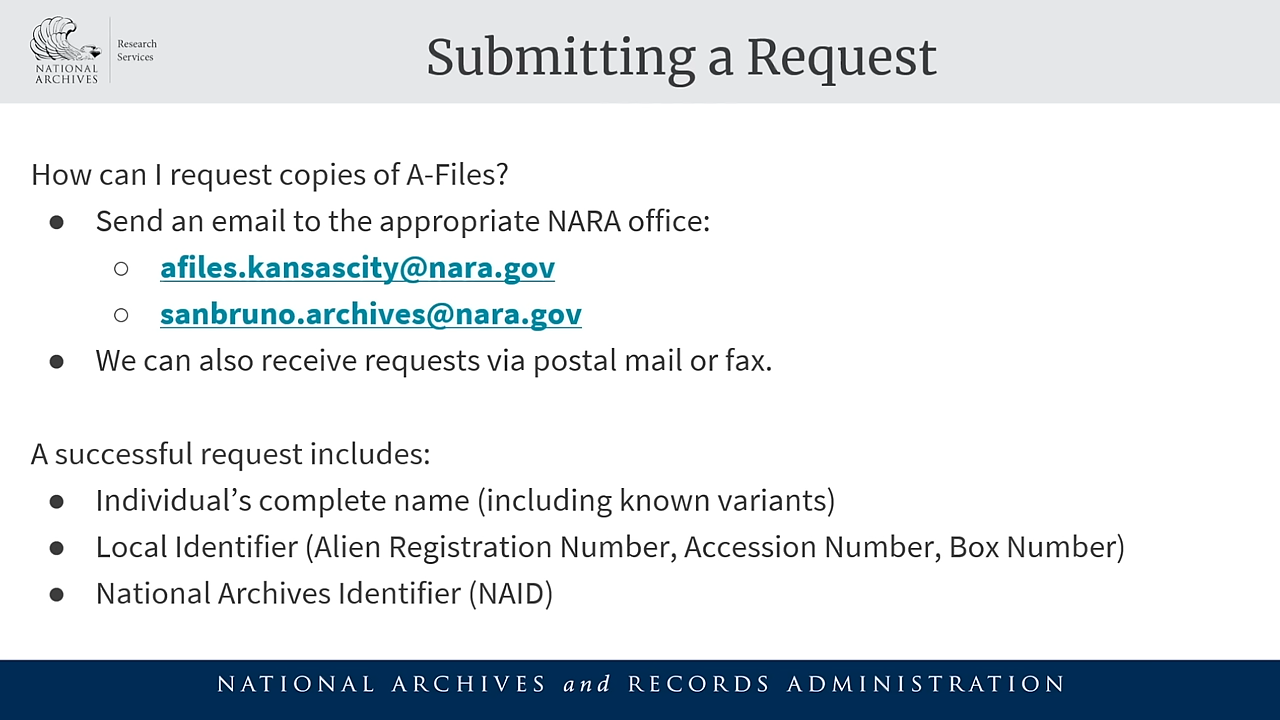 NATIONAL
ARCHIVES
Research
Services
Submitting a Request
How can I request copies of A-Files?
● Send an email to the appropriate NARA office:
○ afiles.kansascity@nara.gov
○ sanbruno.archives@nara.gov
● We can also receive requests via postal mail or fax.
A successful request includes:
● Individual’s complete name (including known variants)
● Local Identifier (Alien Registration Number, Accession Number, Box Number)
● National Archives Identifier (NAID)
NATIONAL ARCHIVES and RECORDS ADMINISTRATION